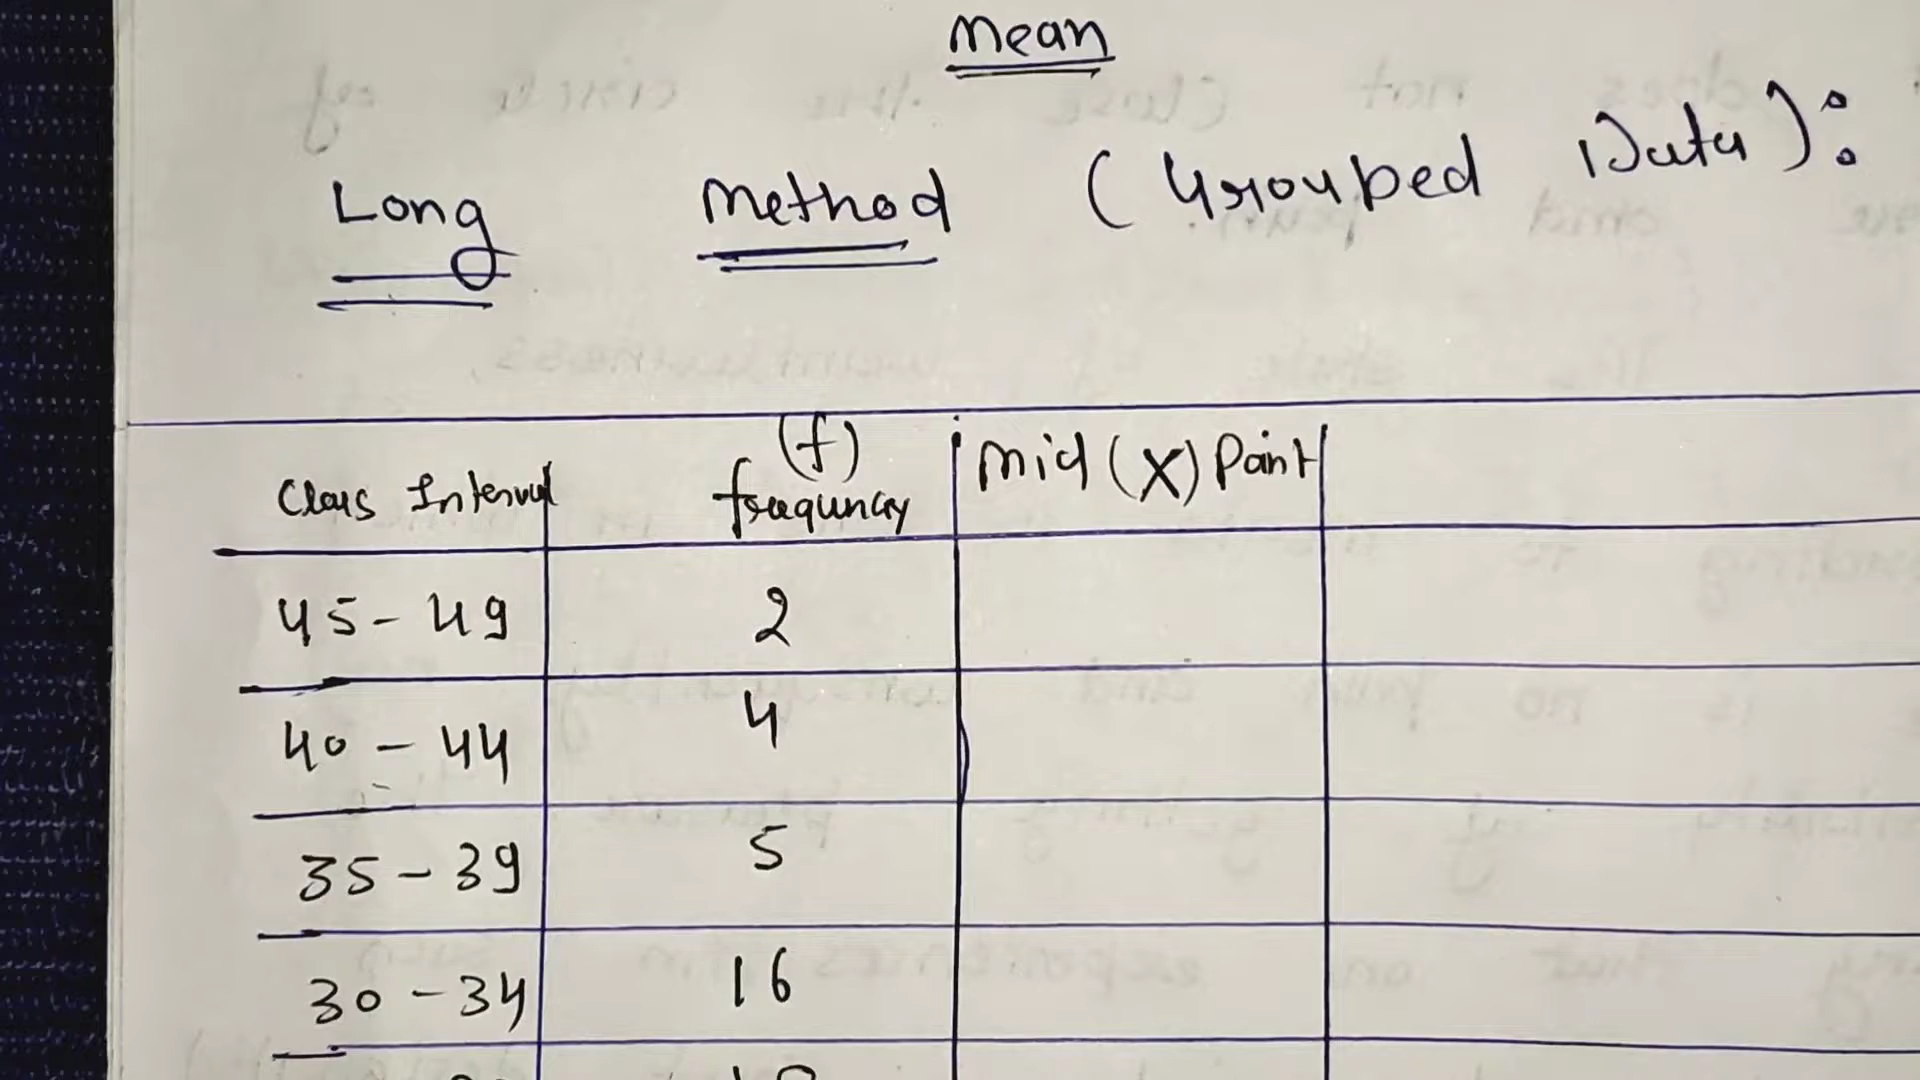 Mean
Long Method (Grouped Data):
Class Interval (f) frequncy Mid (X) Point
45-49 2
40-44 4
35-39 5
30-34 16